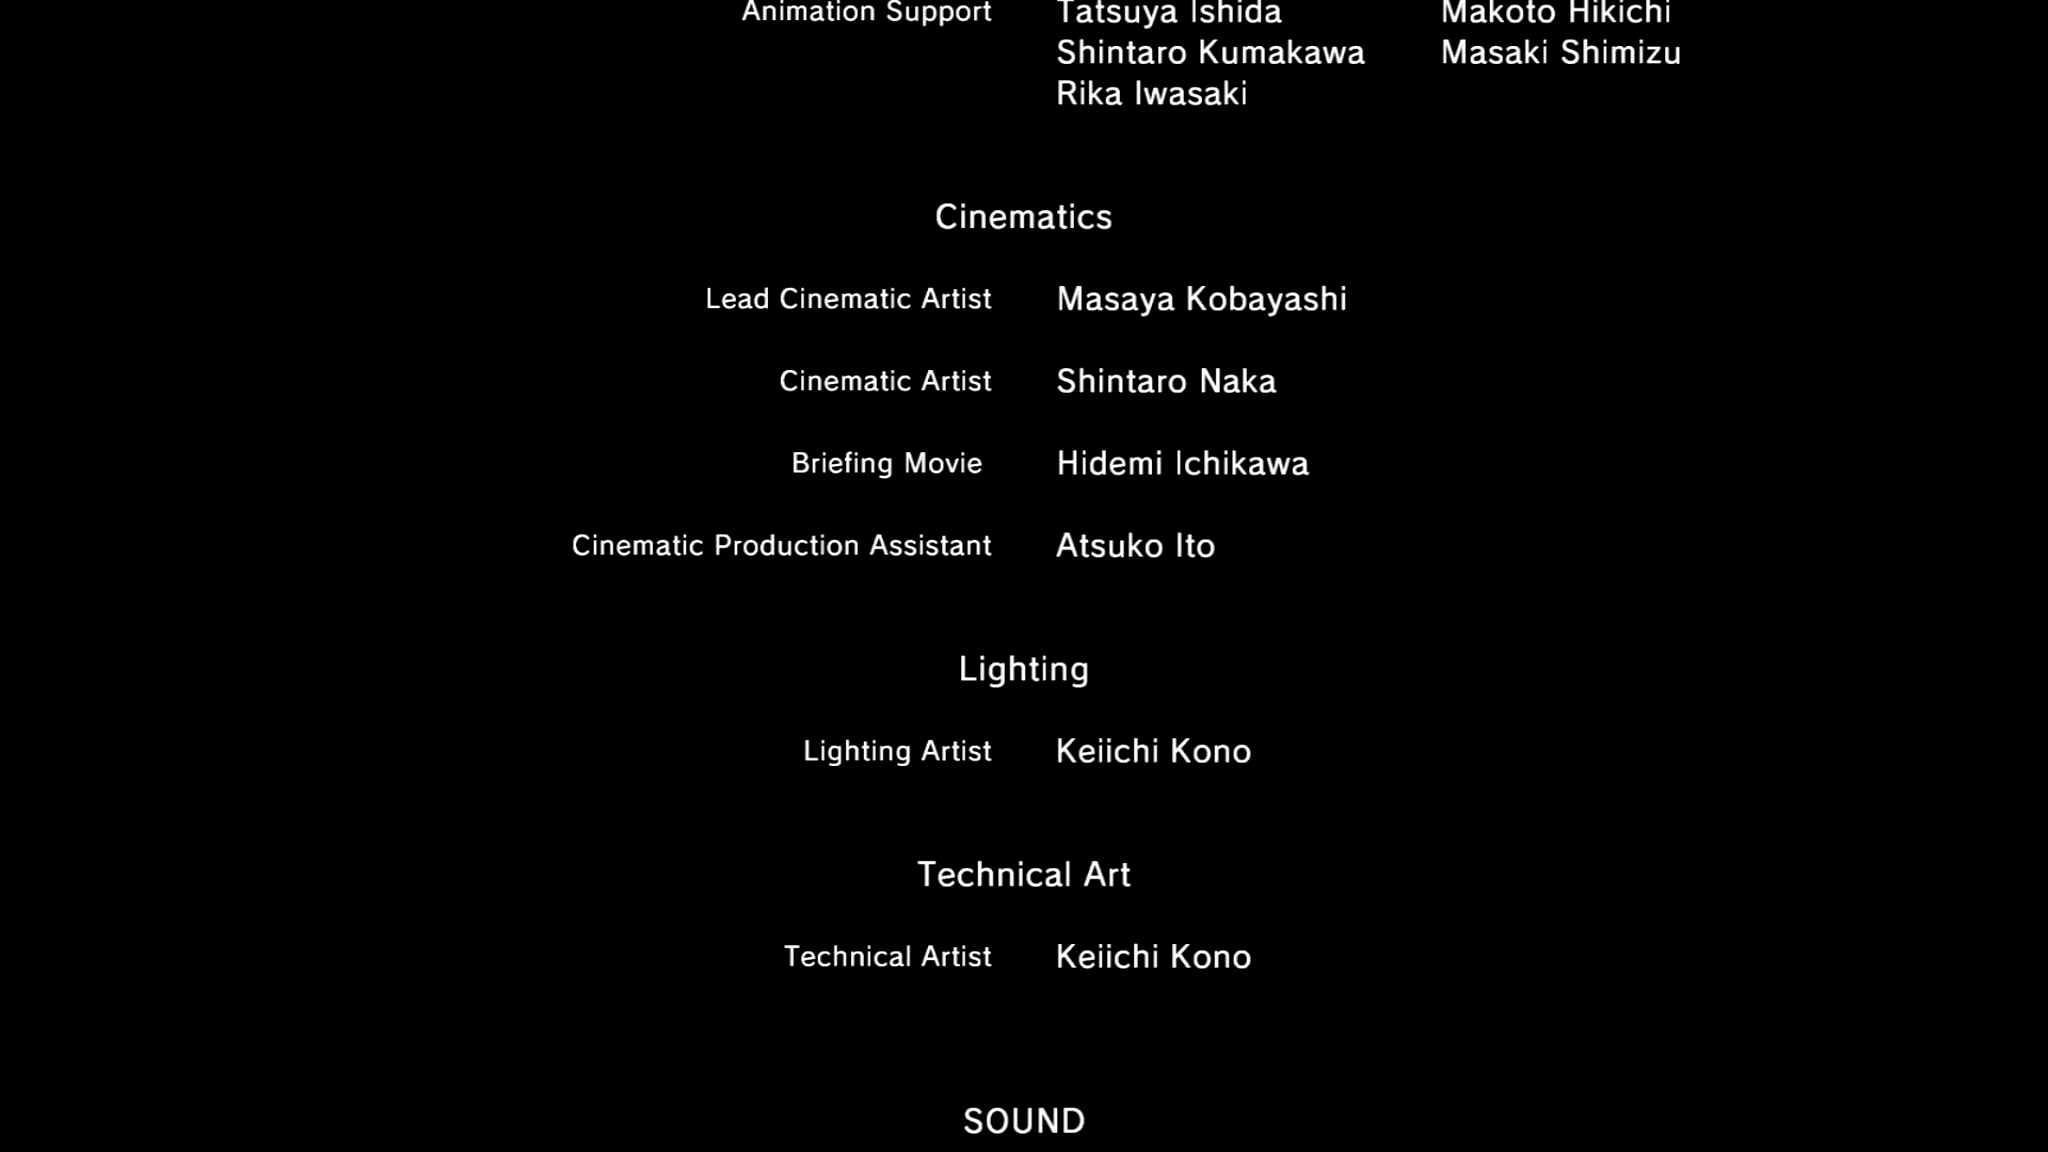 Animation Support Tatsuya Ishida Makoto Hikichi
Shintaro Kumakawa Masaki Shimizu
Rika Iwasaki
Cinematics
Lead Cinematic Artist Masaya Kobayashi
Cinematic Artist Shintaro Naka
Briefing Movie Hidemi Ichikawa
Cinematic Production Assistant Atsuko Ito
Lighting
Lighting Artist Keiichi Kono
Technical Art
Technical Artist Keiichi Kono
SOUND